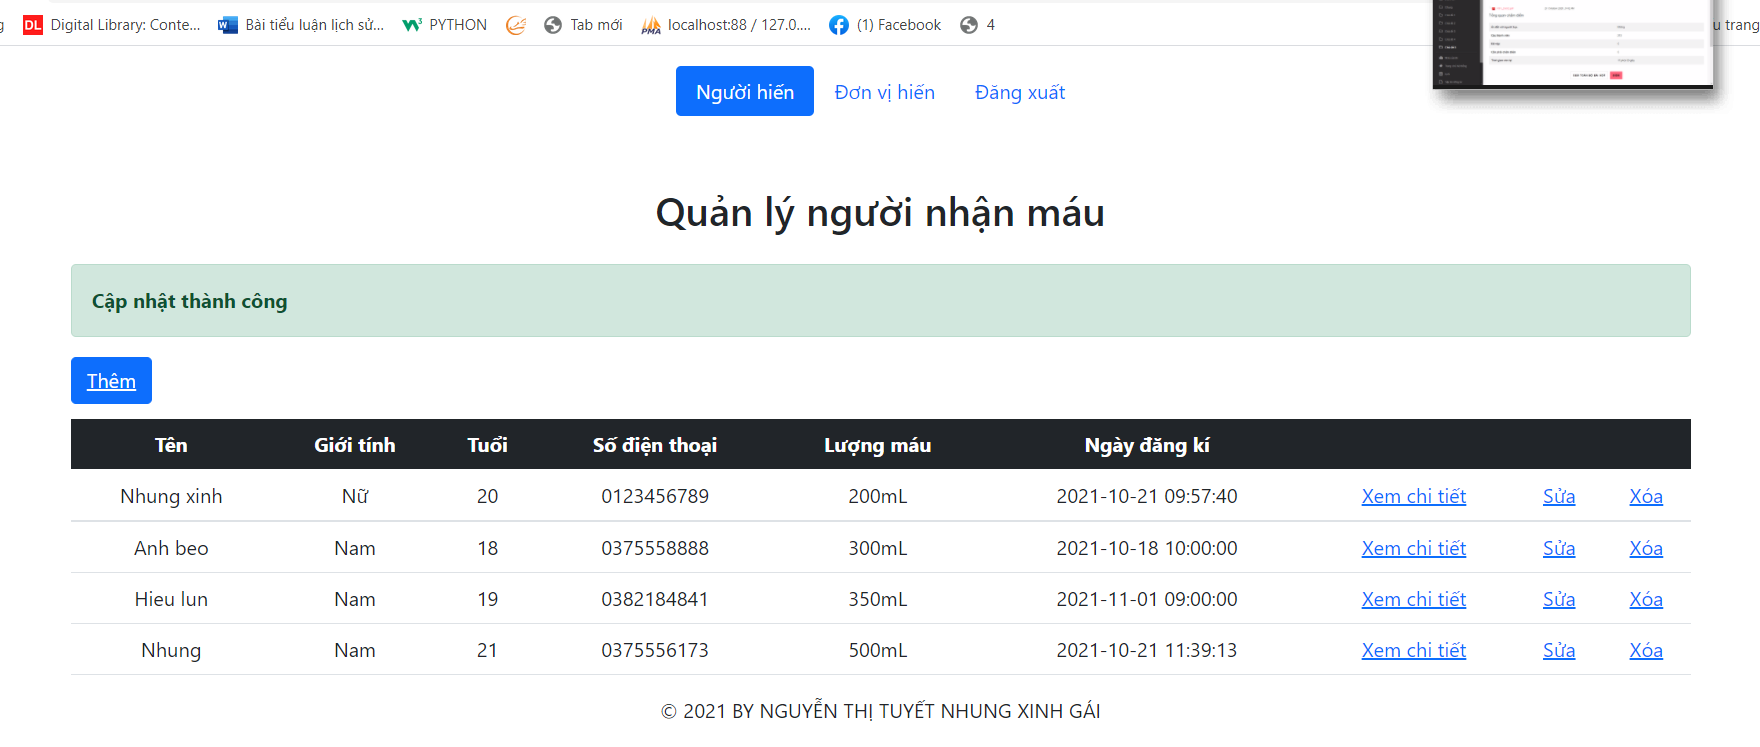 DL Digital Library: Conte... Bài tiểu luận lịch sử... PYTHON Tab mới localhost:88 / 127.0.... (1) Facebook 4 trang
Người hiến Đơn vị hiến Đăng xuất
Quản lý người nhận máu
Cập nhật thành công
Thêm
Tên Giới tính Tuổi Số điện thoại Lượng máu Ngày đăng kí
Nhung xinh Nữ 20 0123456789 200mL 2021-10-21 09:57:40 Xem chi tiết Sửa Xóa
Anh beo Nam 18 0375558888 300mL 2021-10-18 10:00:00 Xem chi tiết Sửa Xóa
Hieu lun Nam 19 0382184841 350mL 2021-11-01 09:00:00 Xem chi tiết Sửa Xóa
Nhung Nam 21 0375556173 500mL 2021-10-21 11:39:13 Xem chi tiết Sửa Xóa
© 2021 BY NGUYỄN THỊ TUYẾT NHUNG XINH GÁI